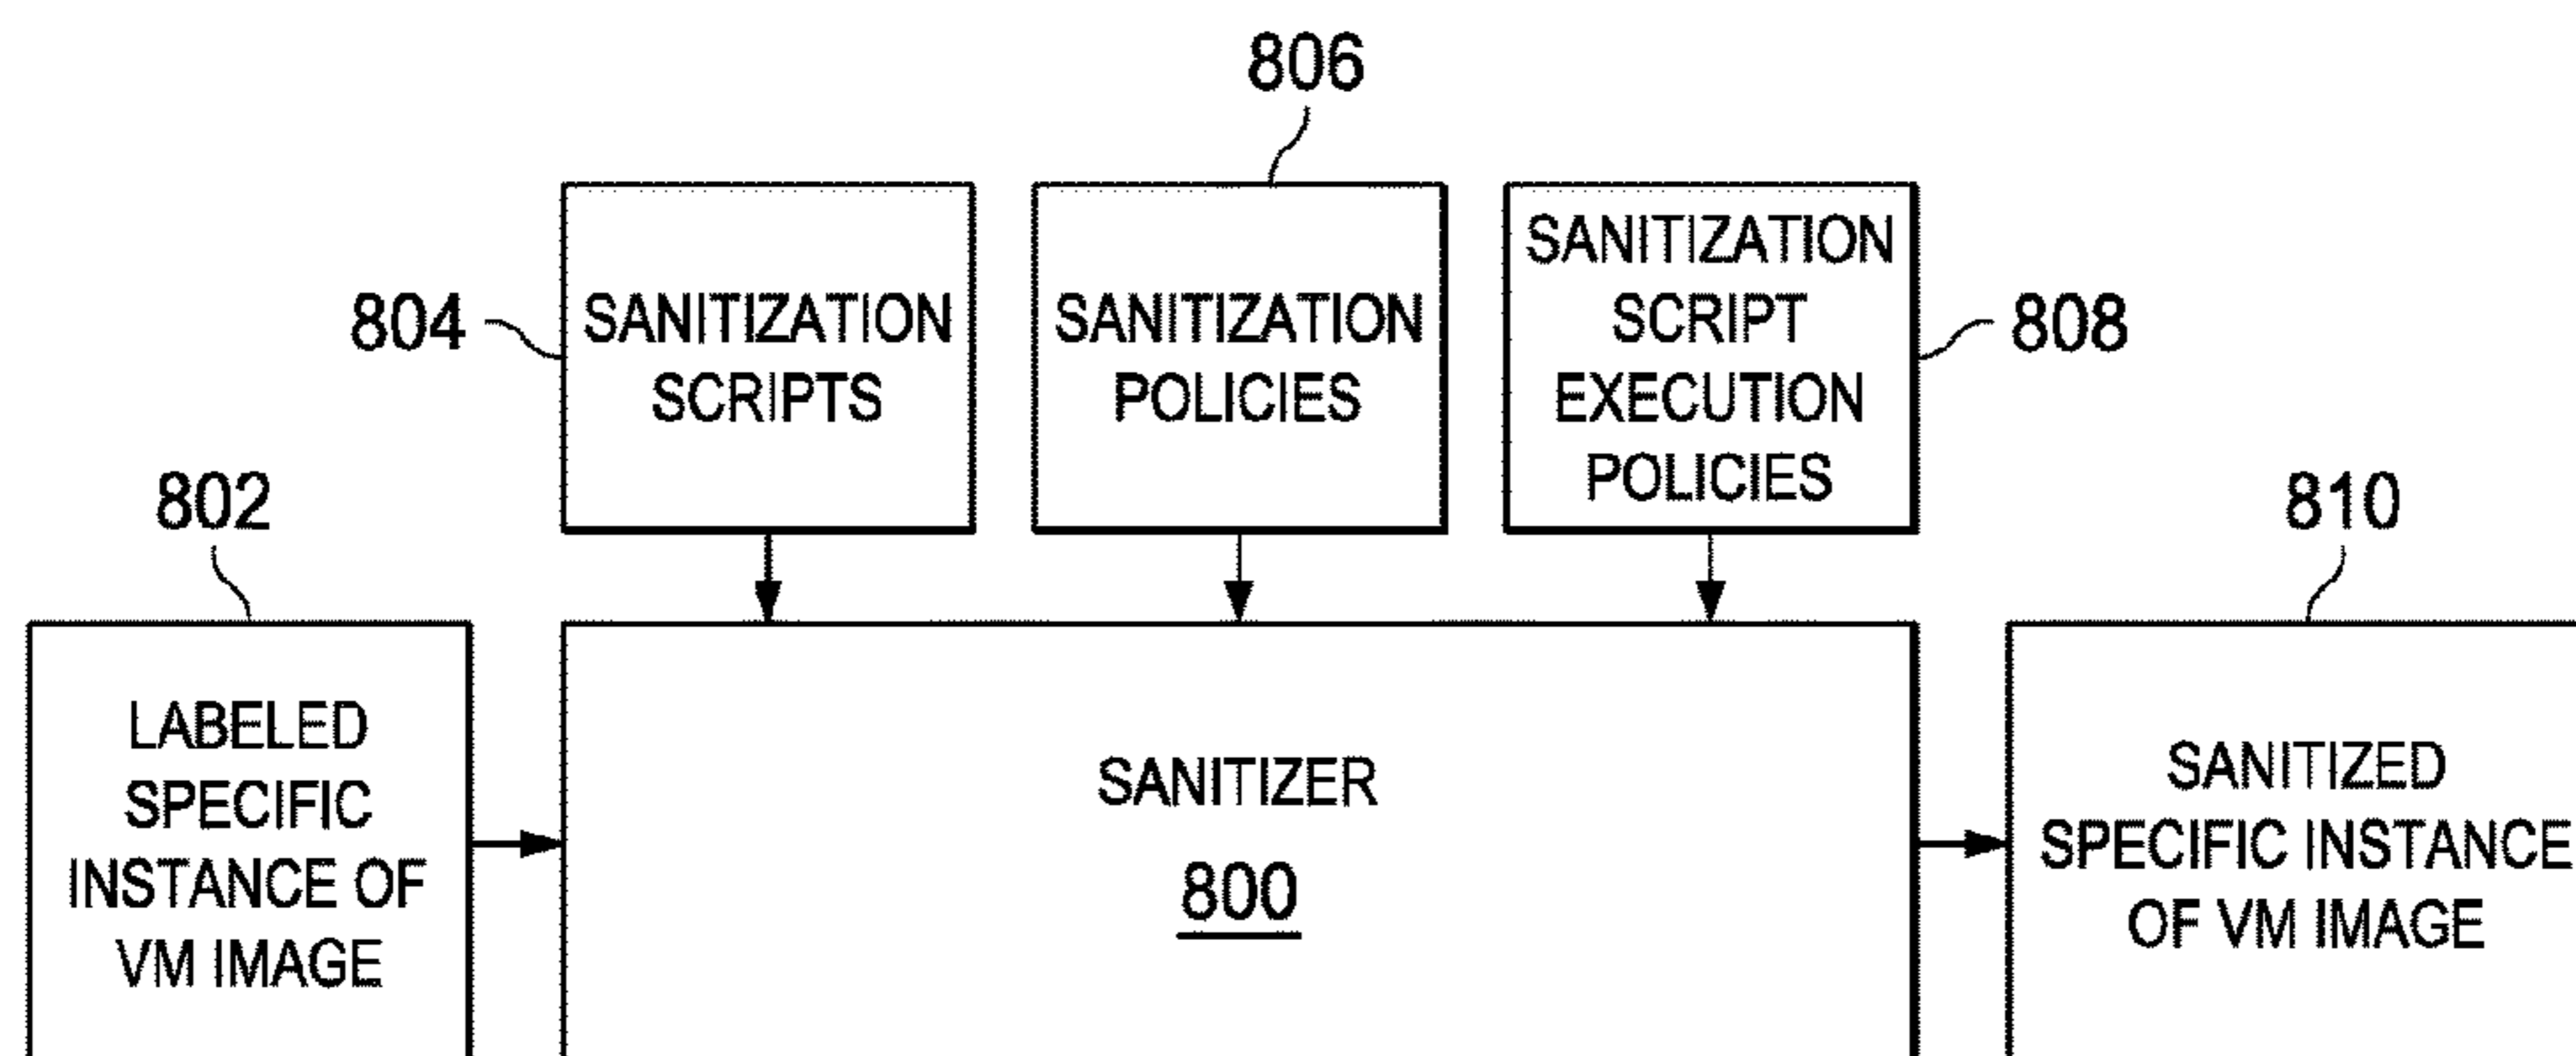 806
804
SANITIZATION
SCRIPTS
SANITIZATION
POLICIES
SANITIZATION
SCRIPT
EXECUTION
POLICIES
808
802
810
LABELED
SPECIFIC
INSTANCE OF
VM IMAGE
SANITIZER
800
SANITIZED
SPECIFIC INSTANCE
OF VM IMAGE